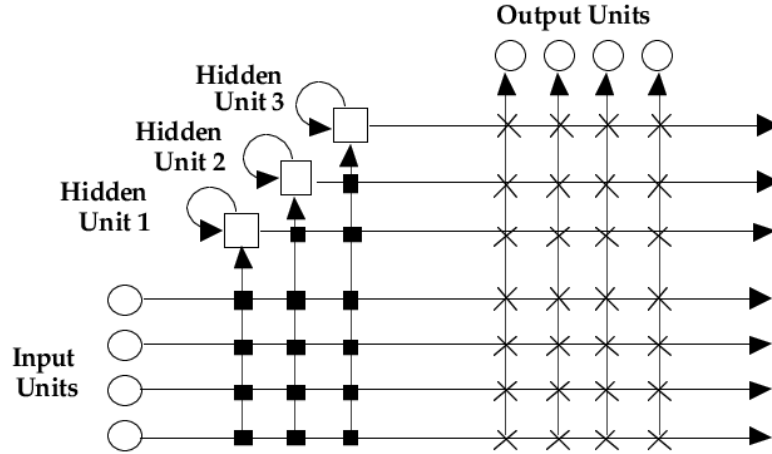 Output Units
Hidden
Unit 3
Hidden
Unit 2
Hidden
Unit 1
Input
Units